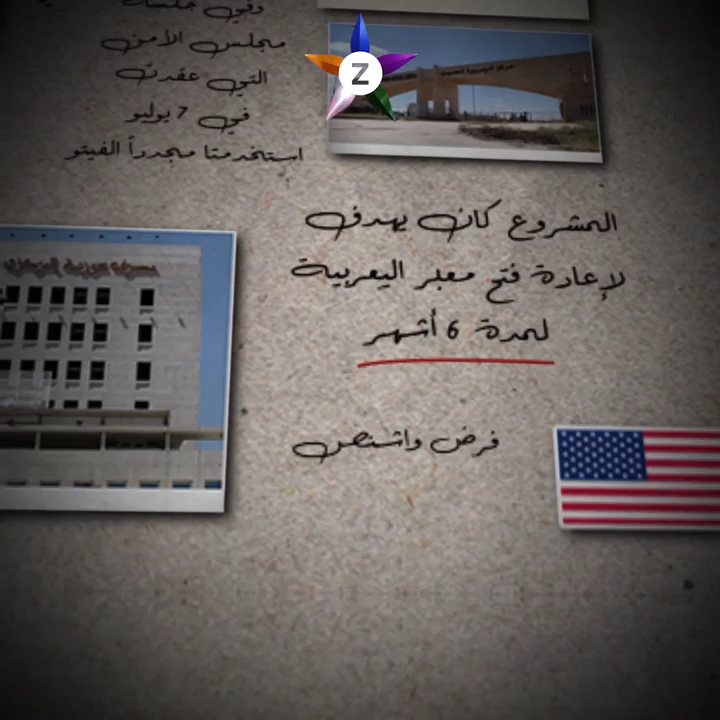 وفي جلسة
مجلس الأمن
التي عقدت
في 7 يوليو
استخدمتا مجدداً الفيتو
Z
المشروع كان يهدف
لإعادة فتح معبر اليعربية
لمدة 6 أشهر
فرض واشنطن